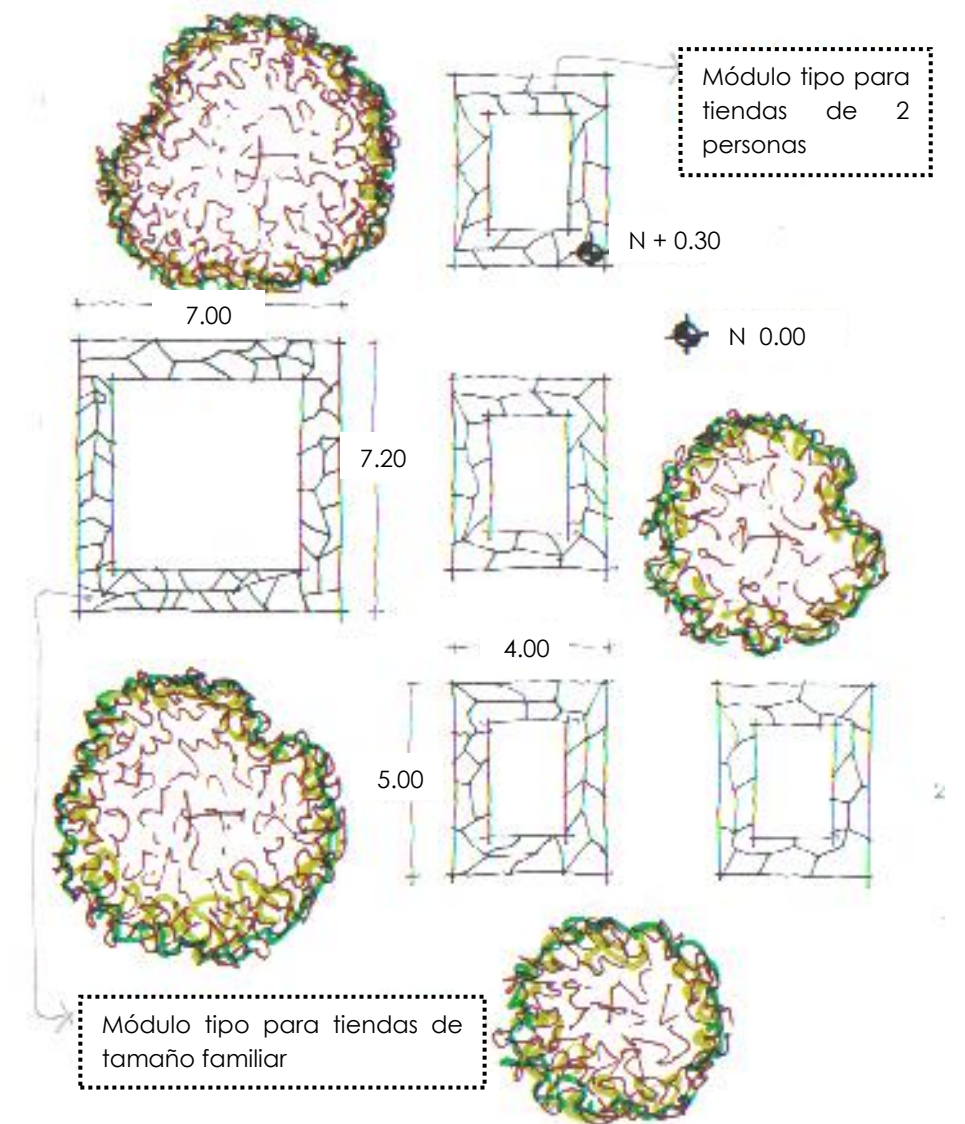 Módulo tipo para
tiendas de 2
personas
N + 0.30
7.00
N 0.00
7.20
4.00
5.00
2
Módulo tipo para tiendas de
tamaño familiar